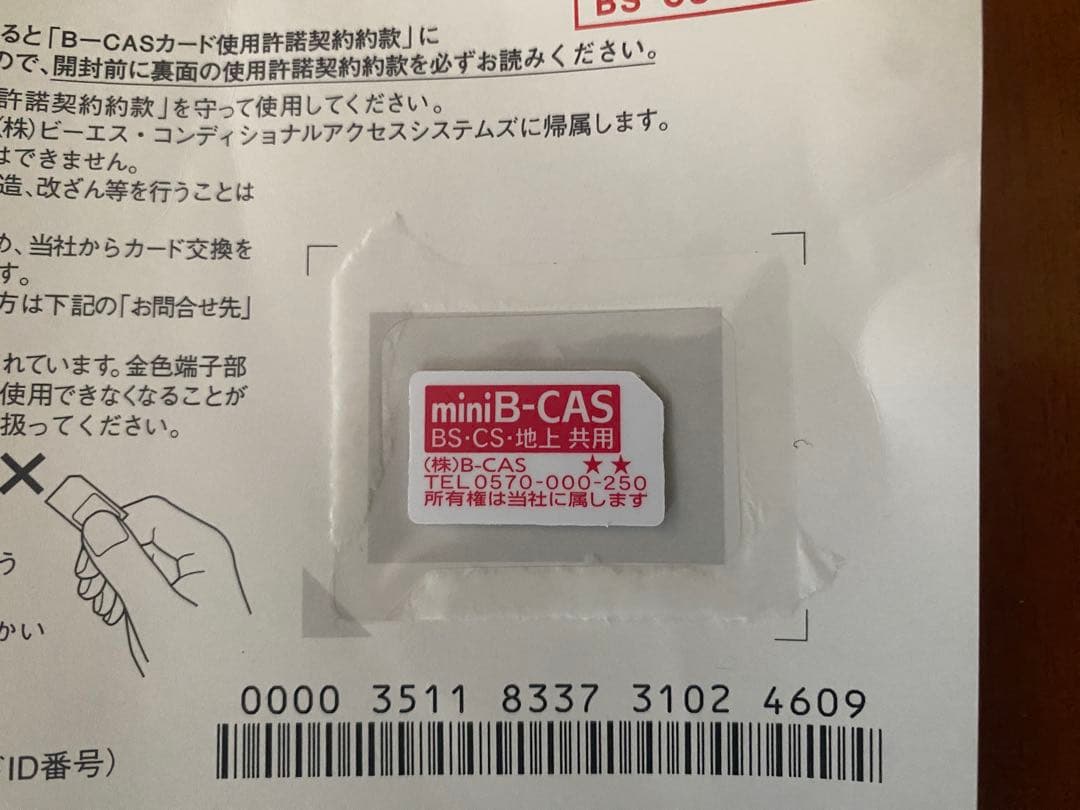 BS
ると「B-CASカード使用許諾契約約款」に
ので、開封前に裏面の使用許諾契約約款を必ずお読みください。
許諾契約約款」を守って使用してください。
(株)ビーエス・コンディショナルアクセスシステムズに帰属します。
はできません。
造、改ざん等を行うことは
め、当社からカード交換を
す。
方は下記の「お問合せ先」
れています。金色端子部
使用できなくなることが
扱ってください。
miniB-CAS
BS・CS・地上 共用
(株)B-CAS ★★
TEL0570-000-250
所有権は当社に属します
う
かい
0000 3511 8337 3102 4609
ID番号)